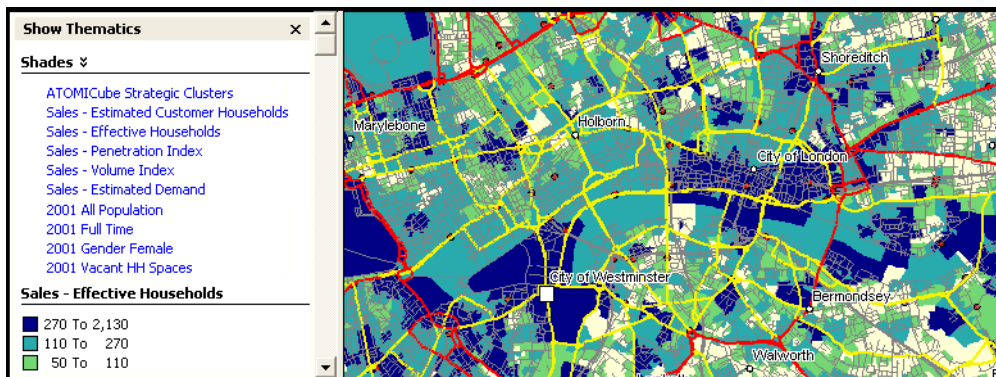 Show Thematics
Shades
ATOMICube Strategic Clusters
Sales - Estimated Customer Households
Sales - Effective Households
Sales - Penetration Index
Sales - Volume Index
Sales - Estimated Demand
2001 All Population
2001 Full Time
2001 Gender Female
2001 Vacant HH Spaces
Sales - Effective Households
270 To 2,130
110 To 270
50 To 110
Shoreditch
Marylebone
Holborn
City of London
City of Westminster
Bermondsey
Walworth